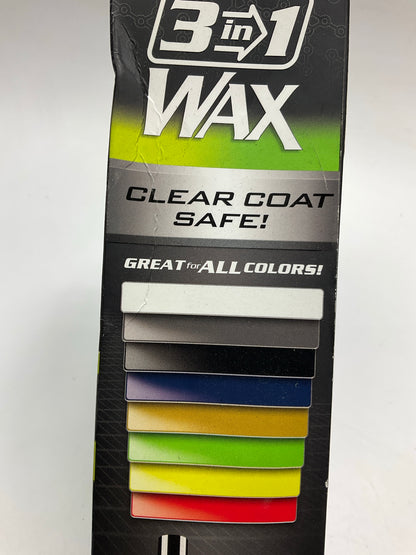 3in1
WAX
CLEAR COAT
SAFE!
GREAT for ALL COLORS!